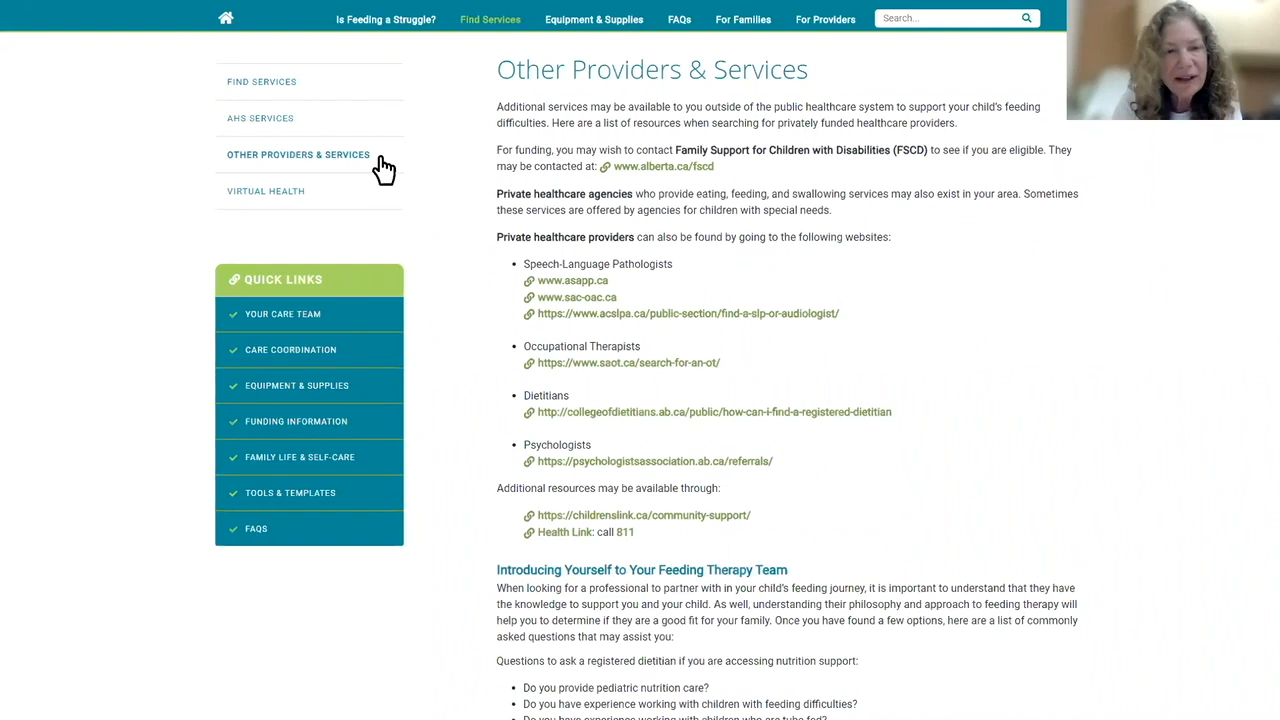 Is Feeding a Struggle? Find Services Equipment & Supplies FAQs For Families For Providers Search...
FIND SERVICES
AHS SERVICES
OTHER PROVIDERS & SERVICES
VIRTUAL HEALTH
QUICK LINKS
YOUR CARE TEAM
CARE COORDINATION
EQUIPMENT & SUPPLIES
FUNDING INFORMATION
FAMILY LIFE & SELF-CARE
TOOLS & TEMPLATES
FAQS
Other Providers & Services
Additional services may be available to you outside of the public healthcare system to support your child's feeding
difficulties. Here are a list of resources when searching for privately funded healthcare providers.
For funding, you may wish to contact Family Support for Children with Disabilities (FSCD) to see if you are eligible. They
may be contacted at: www.alberta.ca/fscd
Private healthcare agencies who provide eating, feeding, and swallowing services may also exist in your area. Sometimes
these services are offered by agencies for children with special needs.
Private healthcare providers can also be found by going to the following websites:
• Speech-Language Pathologists
www.asapp.ca
www.sac-oac.ca
https://www.acslpa.ca/public-section/find-a-slp-or-audiologist/
• Occupational Therapists
https://www.saot.ca/search-for-an-ot/
• Dietitians
http://collegeofdietitians.ab.ca/public/how-can-i-find-a-registered-dietitian
• Psychologists
https://psychologistsassociation.ab.ca/referrals/
Additional resources may be available through:
https://childrenslink.ca/community-support/
Health Link: call 811
Introducing Yourself to Your Feeding Therapy Team
When looking for a professional to partner with in your child's feeding journey, it is important to understand that they have
the knowledge to support you and your child. As well, understanding their philosophy and approach to feeding therapy will
help you to determine if they are a good fit for your family. Once you have found a few options, here are a list of commonly
asked questions that may assist you:
Questions to ask a registered dietitian if you are accessing nutrition support:
• Do you provide pediatric nutrition care?
• Do you have experience working with children with feeding difficulties?
• Do you have experience working with children who are tube fed?